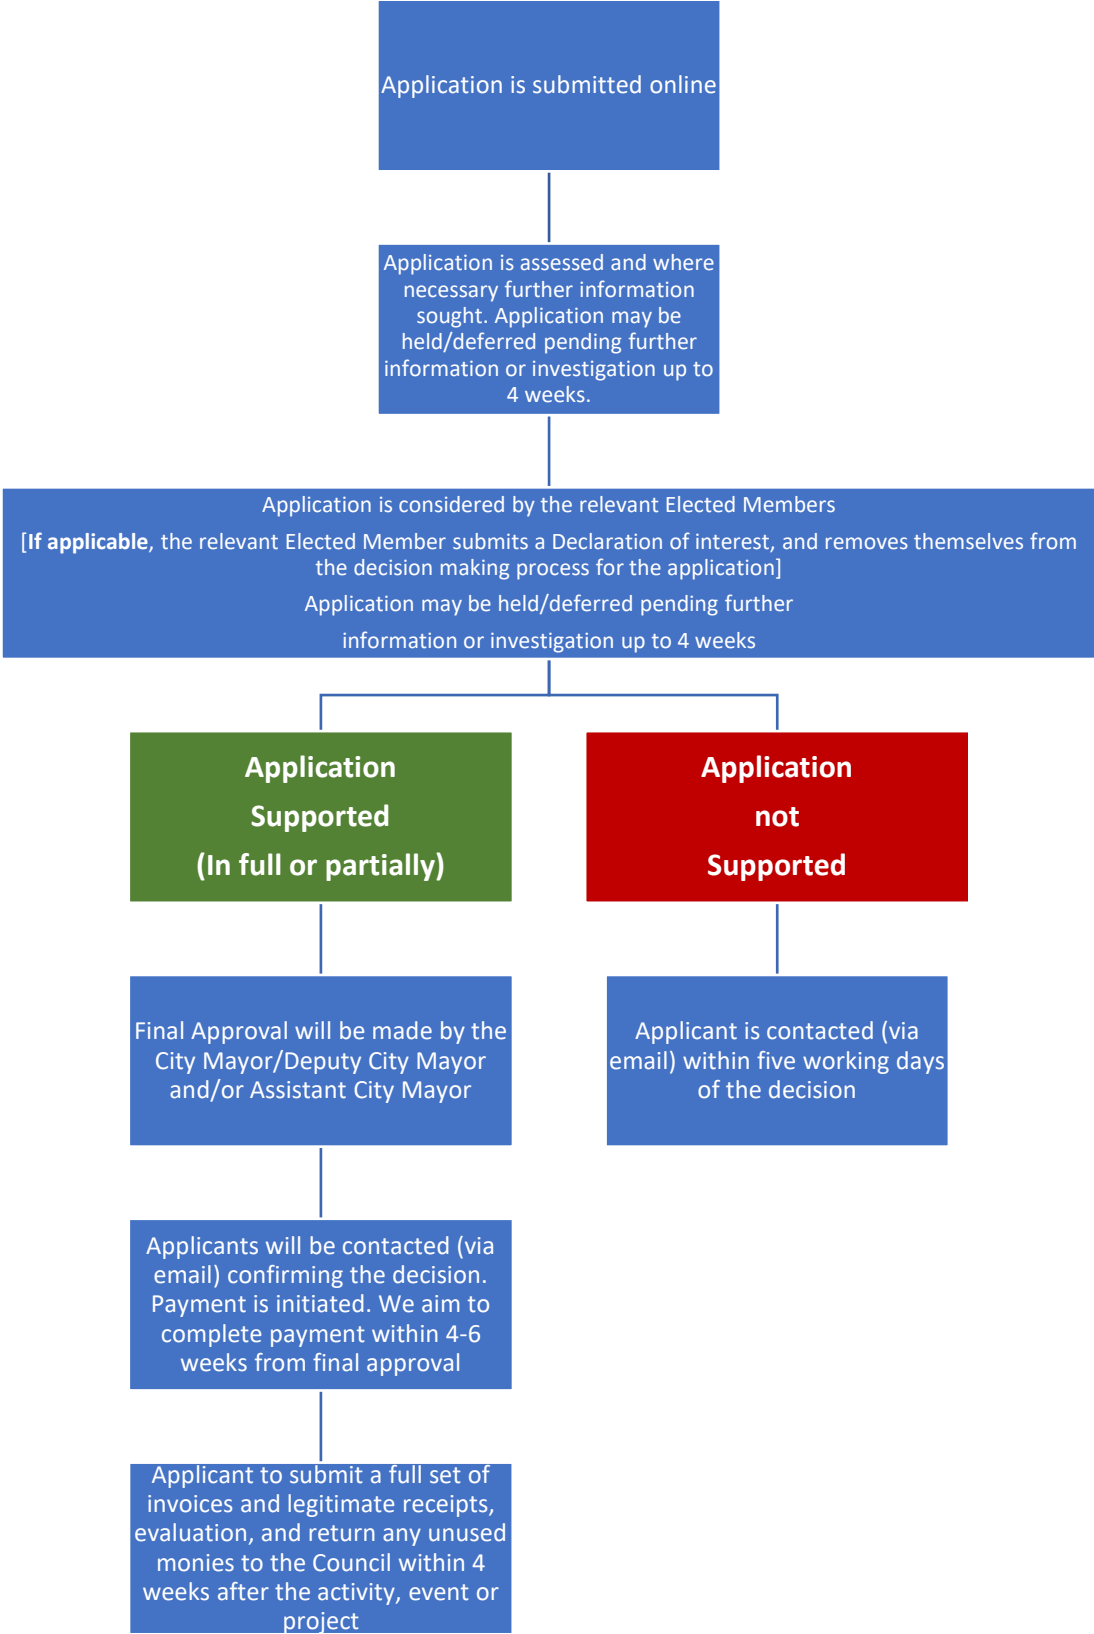 Application is submitted online
Application is assessed and where
necessary further information
sought. Application may be
held/deferred pending further
information or investigation up to
4 weeks.
Application is considered by the relevant Elected Members
[If applicable, the relevant Elected Member submits a Declaration of interest, and removes themselves from
the decision making process for the application]
Application may be held/deferred pending further
information or investigation up to 4 weeks
Application
Supported
(In full or partially)
Application
not
Supported
Final Approval will be made by the
City Mayor/Deputy City Mayor
and/or Assistant City Mayor
Applicant is contacted (via
email) within five working days
of the decision
Applicants will be contacted (via
email) confirming the decision.
Payment is initiated. We aim to
complete payment within 4-6
weeks from final approval
Applicant to submit a full set of
invoices and legitimate receipts,
evaluation, and return any unused
monies to the Council within 4
weeks after the activity, event or
project